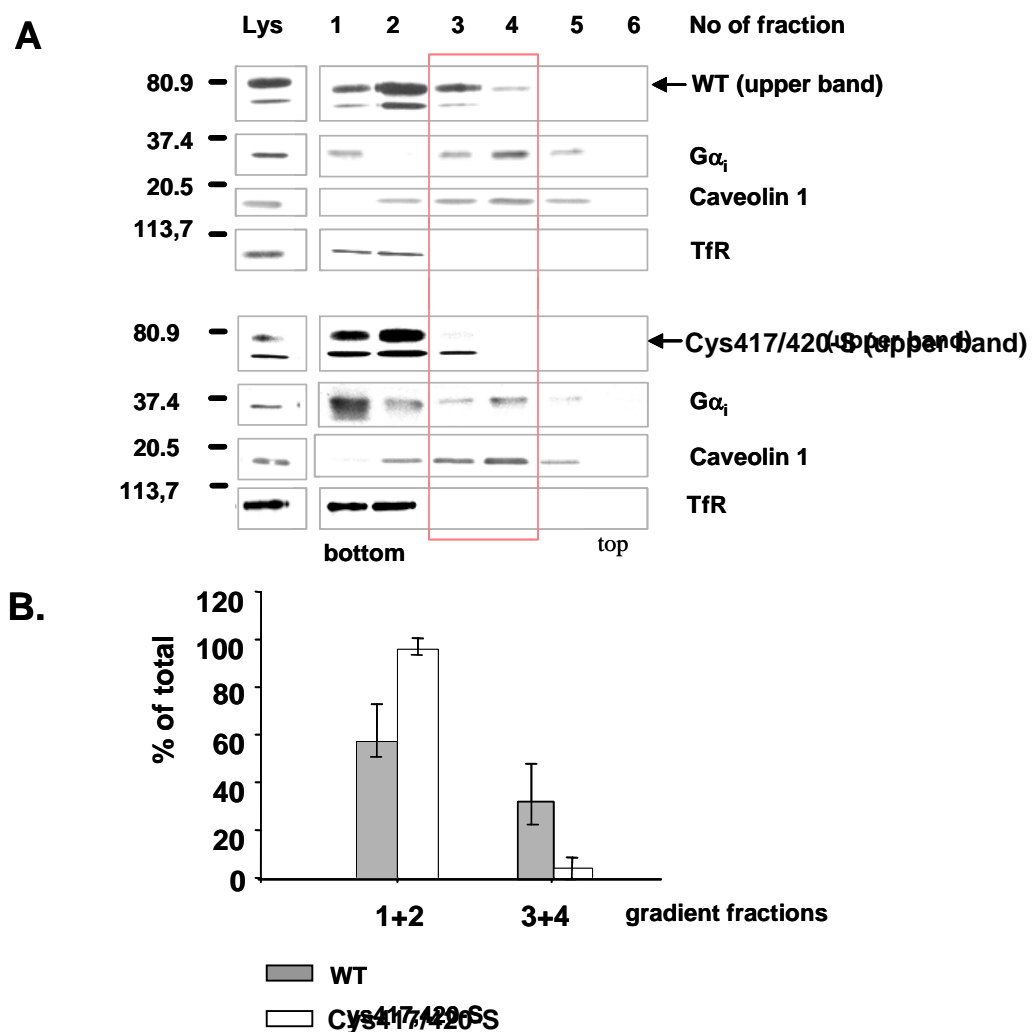 A
Lys 1 2 3 4 5 6 No of fraction
80.9 WT (upper band)
37.4 Gαi
20.5 Caveolin 1
113,7 TfR
80.9 Cys417/420-S (upper band)
37.4 Gαi
20.5 Caveolin 1
113,7 TfR
bottom top
B.
% of total
120
100
80
60
40
20
0
1+2 3+4 gradient fractions
WT
Cys417/420-S